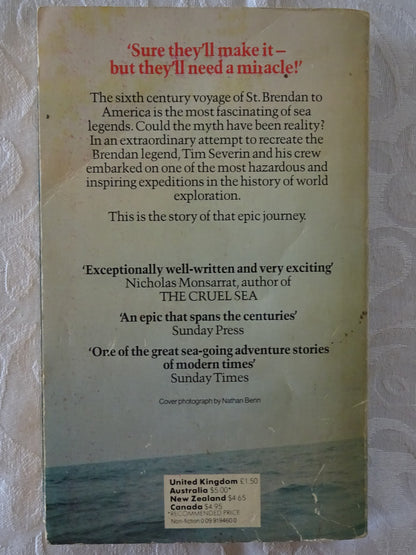 'Sure they'll make it –
but they'll need a miracle!'
The sixth century voyage of St. Brendan to
America is the most fascinating of sea
legends. Could the myth have been reality?
In an extraordinary attempt to recreate the
Brendan legend, Tim Severin and his crew
embarked on one of the most hazardous and
inspiring expeditions in the history of world
exploration.
This is the story of that epic journey.
'Exceptionally well-written and very exciting'
Nicholas Monsarrat, author of
THE CRUEL SEA
'An epic that spans the centuries'
Sunday Press
'One of the great sea-going adventure stories
of modern times'
Sunday Times
Cover photograph by Nathan Benn
United Kingdom £1.50
Australia $5.00*
New Zealand $4.65
Canada $4.95
*RECOMMENDED PRICE
Non-fiction 0 09 919460 0